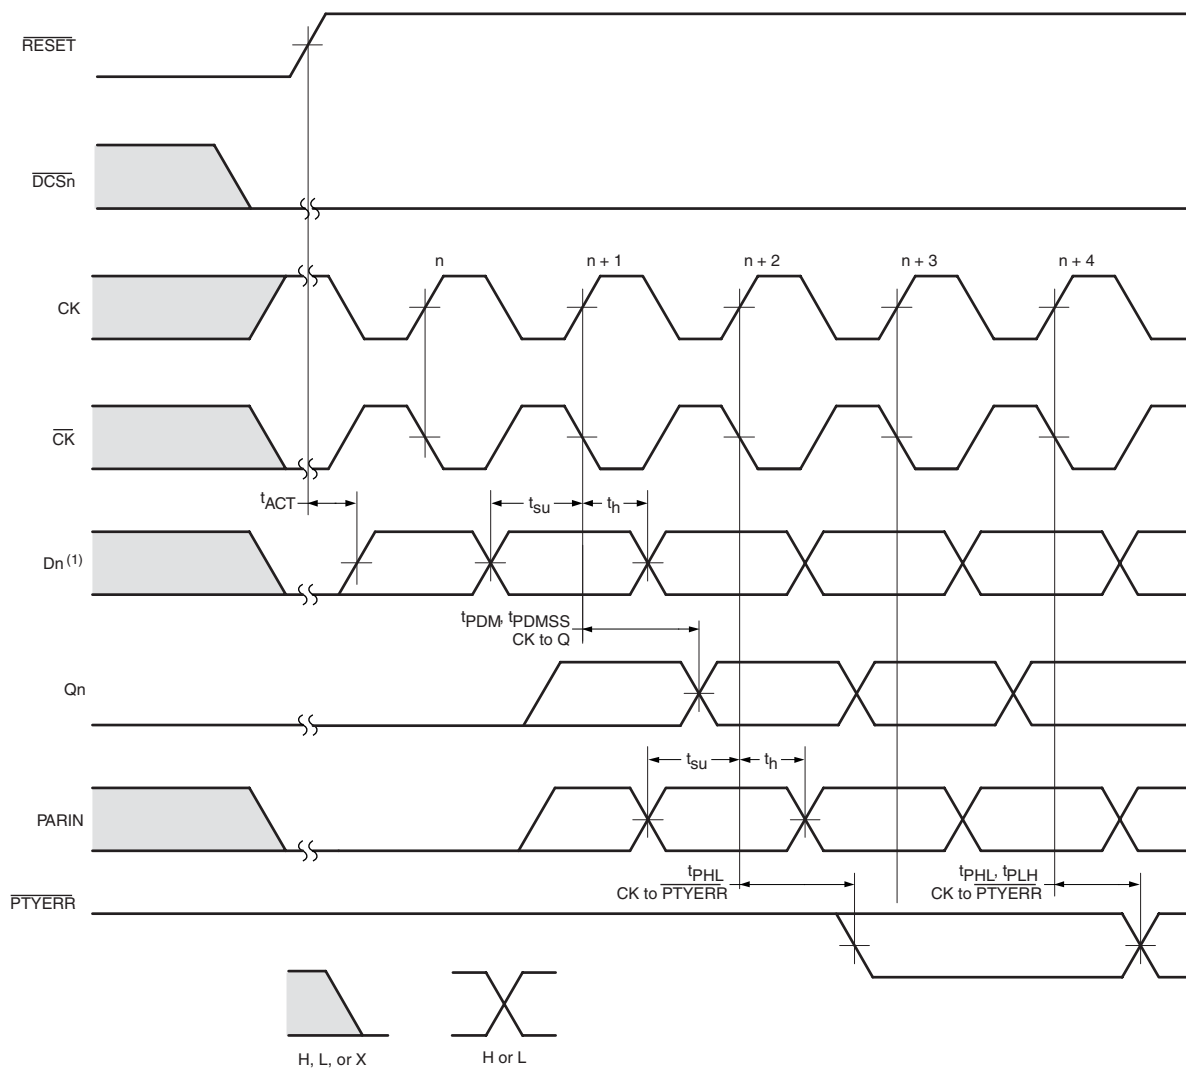 RESET
DCSn
n n + 1 n + 2 n + 3 n + 4
CK
CK
tACT tsu th
Dn(1)
tPDM, tPDMSS
CK to Q
Qn
tsu th
PARIN
tPHL
CK to PTYERR
tPHL, tPLH
CK to PTYERR
PTYERR
H, L, or X
H or L